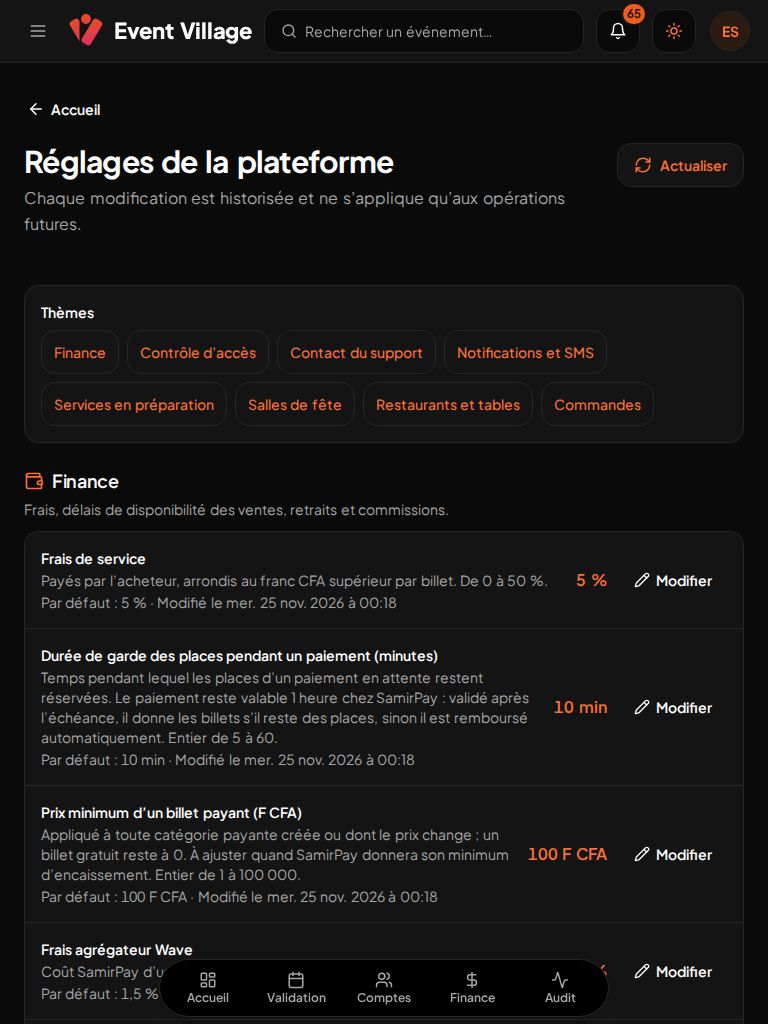 Event Village
Rechercher un événement…
65
ES
Accueil
Réglages de la plateforme
Actualiser
Chaque modification est historisée et ne s’applique qu’aux opérations
futures.
Thèmes
Finance
Contrôle d’accès
Contact du support
Notifications et SMS
Services en préparation
Salles de fête
Restaurants et tables
Commandes
Finance
Frais, délais de disponibilité des ventes, retraits et commissions.
Frais de service
Payés par l’acheteur, arrondis au franc CFA supérieur par billet. De 0 à 50 %.
Par défaut : 5 % · Modifié le mer. 25 nov. 2026 à 00:18
5 %
Modifier
Durée de garde des places pendant un paiement (minutes)
Temps pendant lequel les places d’un paiement en attente restent
réservées. Le paiement reste valable 1 heure chez SamirPay : validé après
l’échéance, il donne les billets s’il reste des places, sinon il est remboursé
automatiquement. Entier de 5 à 60.
Par défaut : 10 min · Modifié le mer. 25 nov. 2026 à 00:18
10 min
Modifier
Prix minimum d’un billet payant (F CFA)
Appliqué à toute catégorie payante créée ou dont le prix change ; un
billet gratuit reste à 0. À ajuster quand SamirPay donnera son minimum
d’encaissement. Entier de 1 à 100 000.
Par défaut : 100 F CFA · Modifié le mer. 25 nov. 2026 à 00:18
100 F CFA
Modifier
Frais agrégateur Wave
Coût SamirPay
Par défaut : 1,5 %
Modifier
Accueil
Validation
Comptes
Finance
Audit